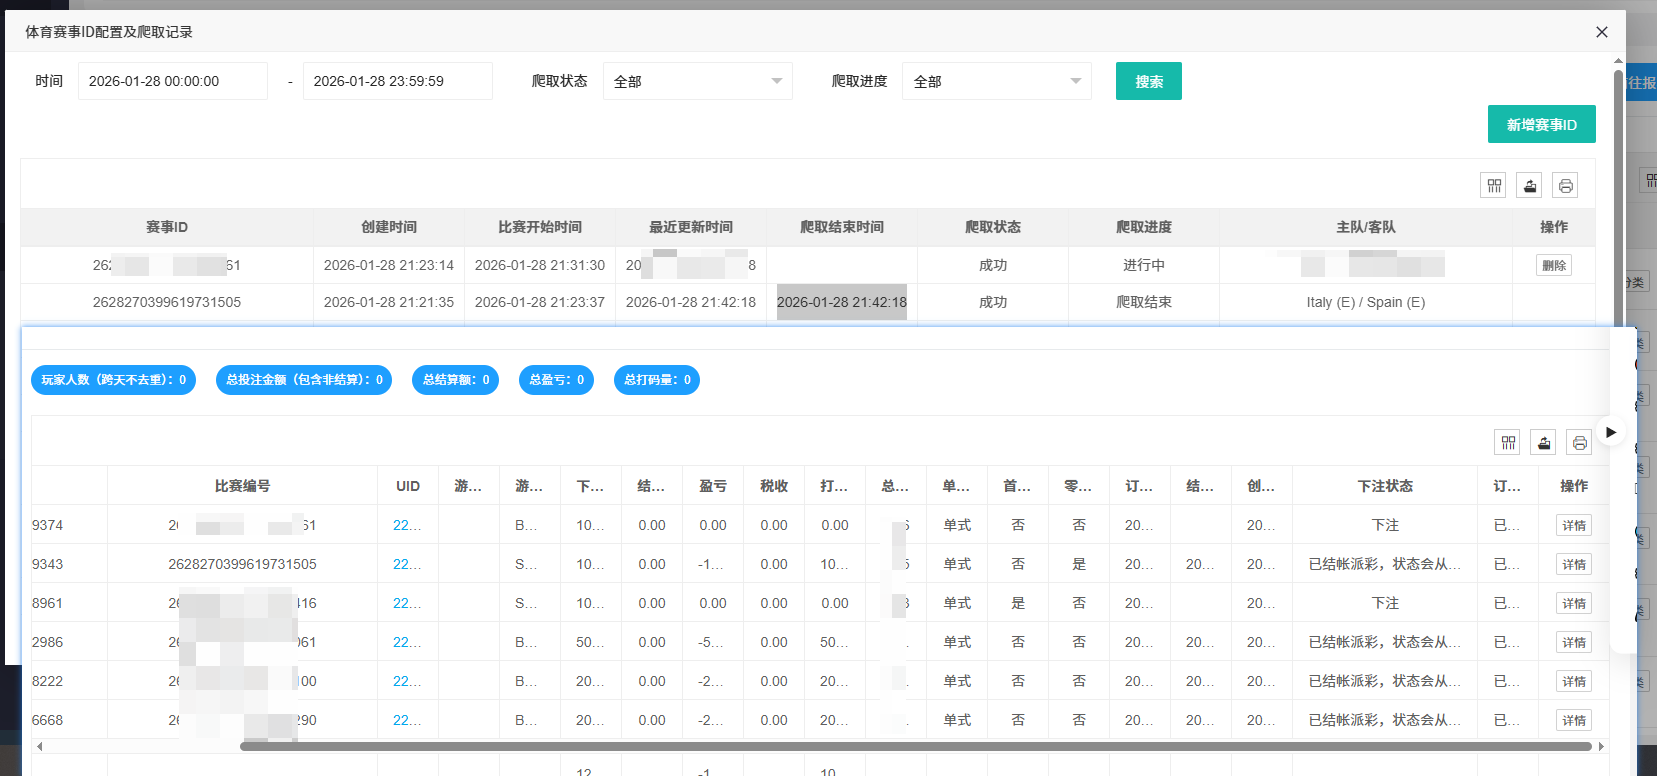 体育赛事ID配置及爬取记录
时间 2026-01-28 00:00:00 - 2026-01-28 23:59:59 爬取状态 全部 爬取进度 全部 搜索
往报
新增赛事ID
赛事ID 创建时间 比赛开始时间 最近更新时间 爬取结束时间 爬取状态 爬取进度 主队/客队 操作
26 61 2026-01-28 21:23:14 2026-01-28 21:31:30 20 8 成功 进行中 删除
2628270399619731505 2026-01-28 21:21:35 2026-01-28 21:23:37 2026-01-28 21:42:18 2026-01-28 21:42:18 成功 爬取结束 Italy (E) / Spain (E)
玩家人数（跨天不去重）：0 总投注金额（包含非结算）：0 总结算额：0 总盈亏：0 总打码量：0
比赛编号 UID 游... 游... 下... 结... 盈亏 税收 打... 总... 单... 首... 零... 订... 结... 创... 下注状态 订... 操作
9374 2 61 22... B... 10... 0.00 0.00 0.00 0.00 6 单式 否 否 20... 20... 下注 已... 详情
9343 2628270399619731505 22... S... 10... 0.00 -1... 0.00 10... 单式 否 是 20... 20... 20... 已结帐派彩，状态会从... 已... 详情
8961 26 416 22... S... 10... 0.00 0.00 0.00 0.00 单式 是 否 20... 20... 下注 已... 详情
2986 26 061 22... B... 50... 0.00 -5... 0.00 50... 单式 否 否 20... 20... 20... 已结帐派彩，状态会从... 已... 详情
8222 26 100 22... B... 20... 0.00 -2... 0.00 20... 单式 否 否 20... 20... 20... 已结帐派彩，状态会从... 已... 详情
6668 26 290 22... B... 20... 0.00 -2... 0.00 20... 单式 否 否 20... 20... 20... 已结帐派彩，状态会从... 已... 详情